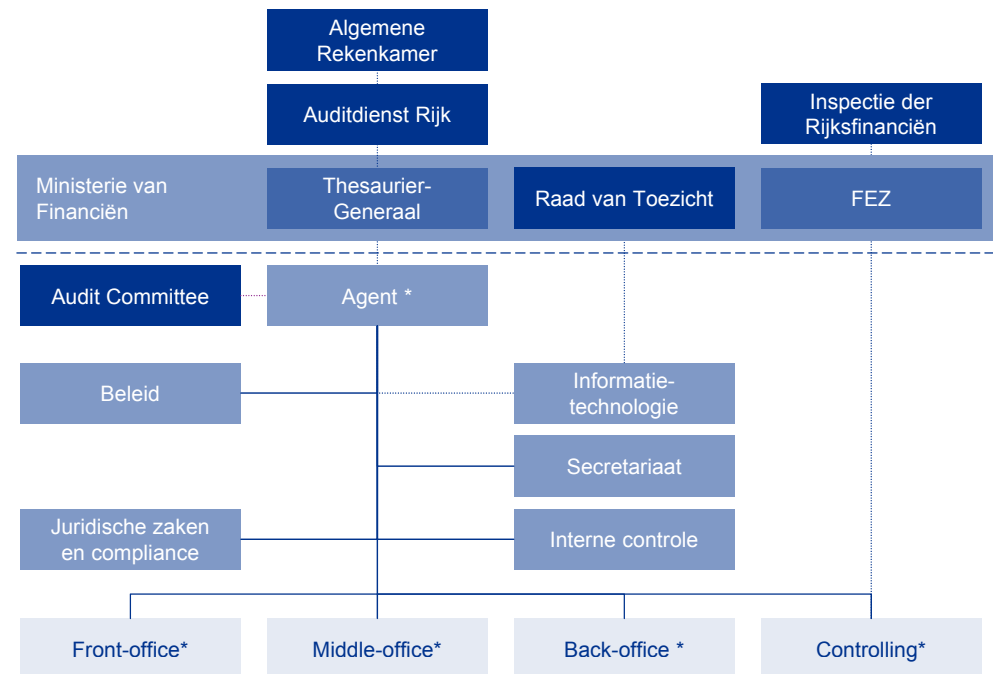 Algemene
Rekenkamer
Auditdienst Rijk
Inspectie der
Rijksfinanciën
Ministerie van
Financiën
Thesaurier-
Generaal
Raad van Toezicht
FEZ
Audit Committee
Agent *
Beleid
Informatie-
technologie
Secretariaat
Juridische zaken
en compliance
Interne controle
Front-office*
Middle-office*
Back-office *
Controlling*